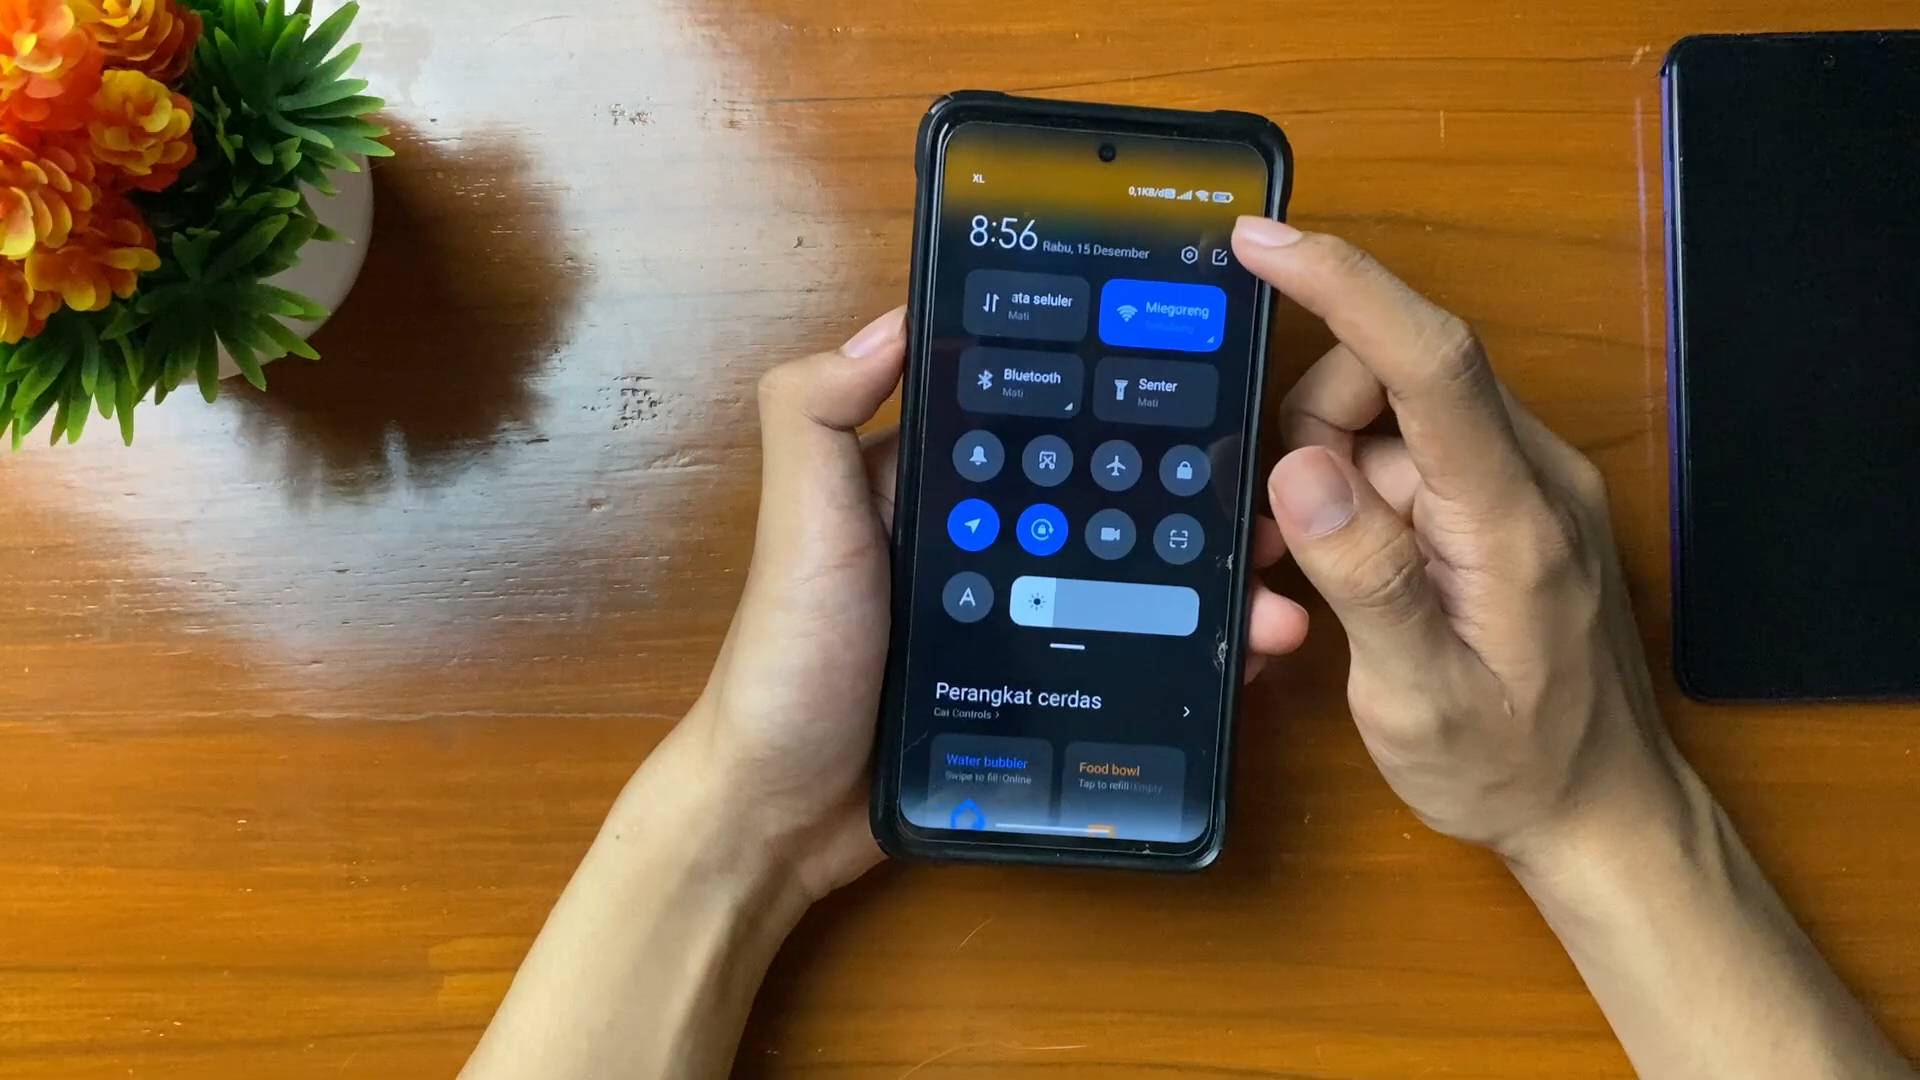 XL
0,1KB/d
8:56 Rabu, 15 Desember
ata seluler
Mati
Miegoreng
Bluetooth
Mati
Senter
Mati
A
Perangkat cerdas
Cat Controls >
Water bubbler
Swipe to fill Online
Food bowl
Tap to refill Empty